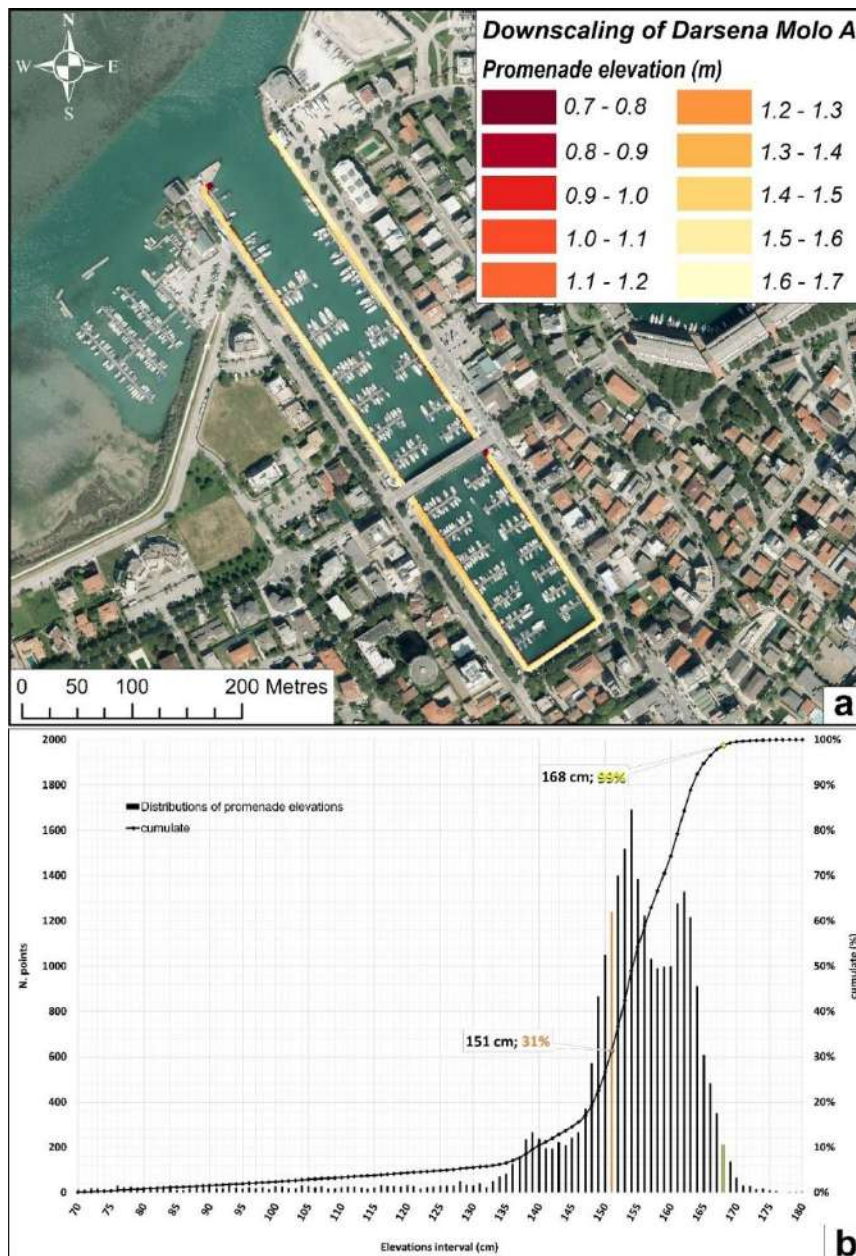 Downscaling of Darsena Molo A
Promenade elevation (m)
0.7 - 0.8
0.8 - 0.9
0.9 - 1.0
1.0 - 1.1
1.1 - 1.2
1.2 - 1.3
1.3 - 1.4
1.4 - 1.5
1.5 - 1.6
1.6 - 1.7
N
W E
S
0 50 100 200 Metres
a
2000
1800
1600
1400
1200
1000
800
600
400
200
0
N. points
Distributions of promenade elevations
cumulate
168 cm; 99%
151 cm; 31%
100%
90%
80%
70%
60%
50%
40%
30%
20%
10%
0%
cumulate (%)
70 75 80 85 90 95 100 105 110 115 120 125 130 135 140 145 150 155 160 165 170 175 180
Elevations interval (cm)
b